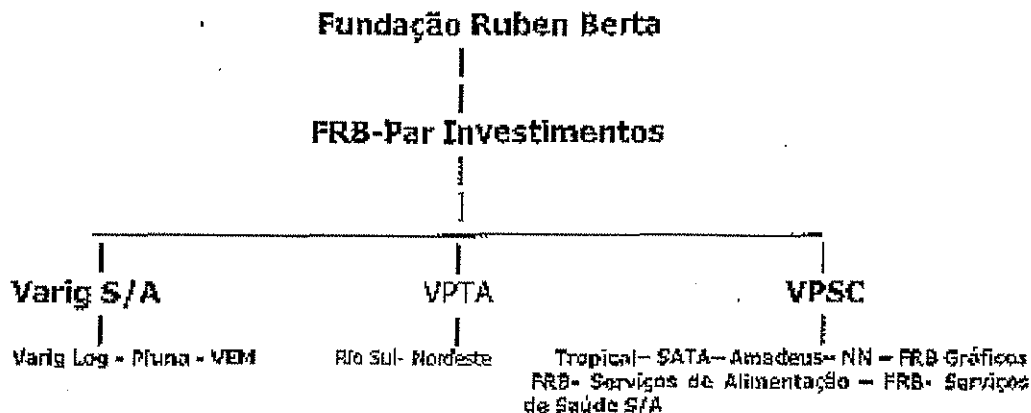 Fundação Ruben Berta
FRB-Par Investimentos
Varig S/A
VPTA
VPSC
Varig Log - Pluna - VEM
Rio Sul- Nordeste
Tropical- SATA- Amadeus- NN - FRB Gráficos
FRB- Serviços de Alimentação - FRB- Serviços
de Saúde S/A